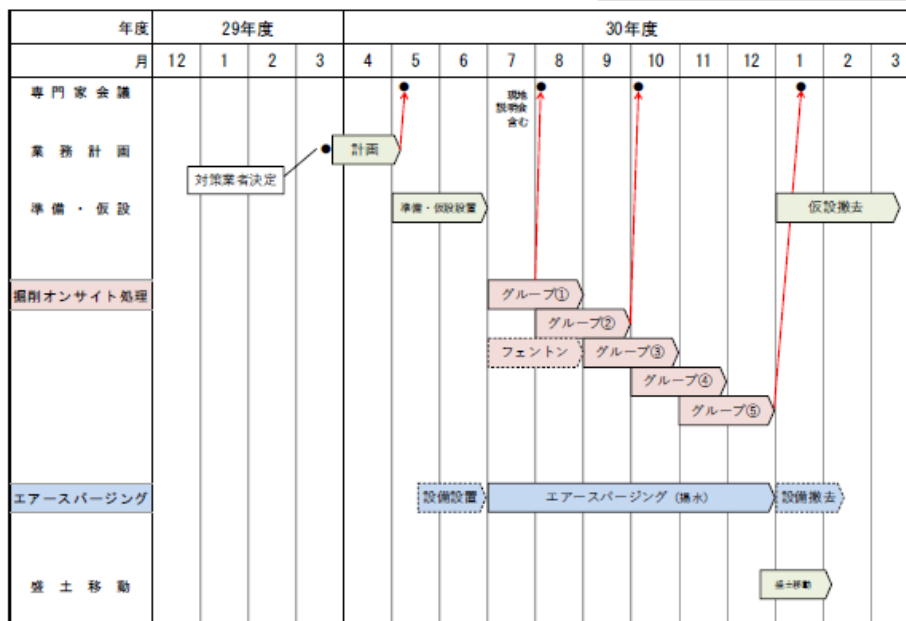 年度 29年度 30年度
月 12 1 2 3 4 5 6 7 8 9 10 11 12 1 2 3
専門家会議
現地
説明会
含む
業務計画 計画
対策業者決定
準備・仮設 準備・仮設設置 仮設撤去
掘削オンサイト処理 グループ①
グループ②
フェントン グループ③
グループ④
グループ⑤
エアースパージング 設備設置 エアースパージング（揚水） 設備撤去
盛土移動 盛土移動